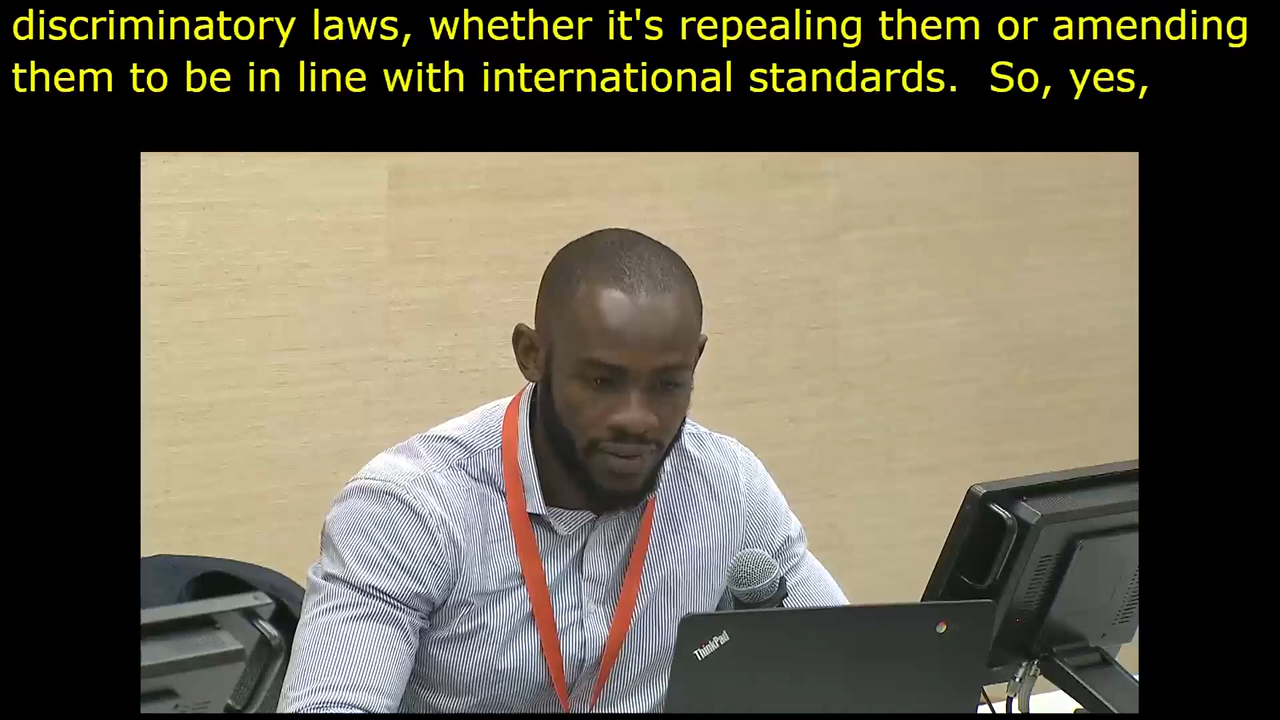 discriminatory laws, whether it's repealing them or amending
them to be in line with international standards.  So, yes,
ThinkPad